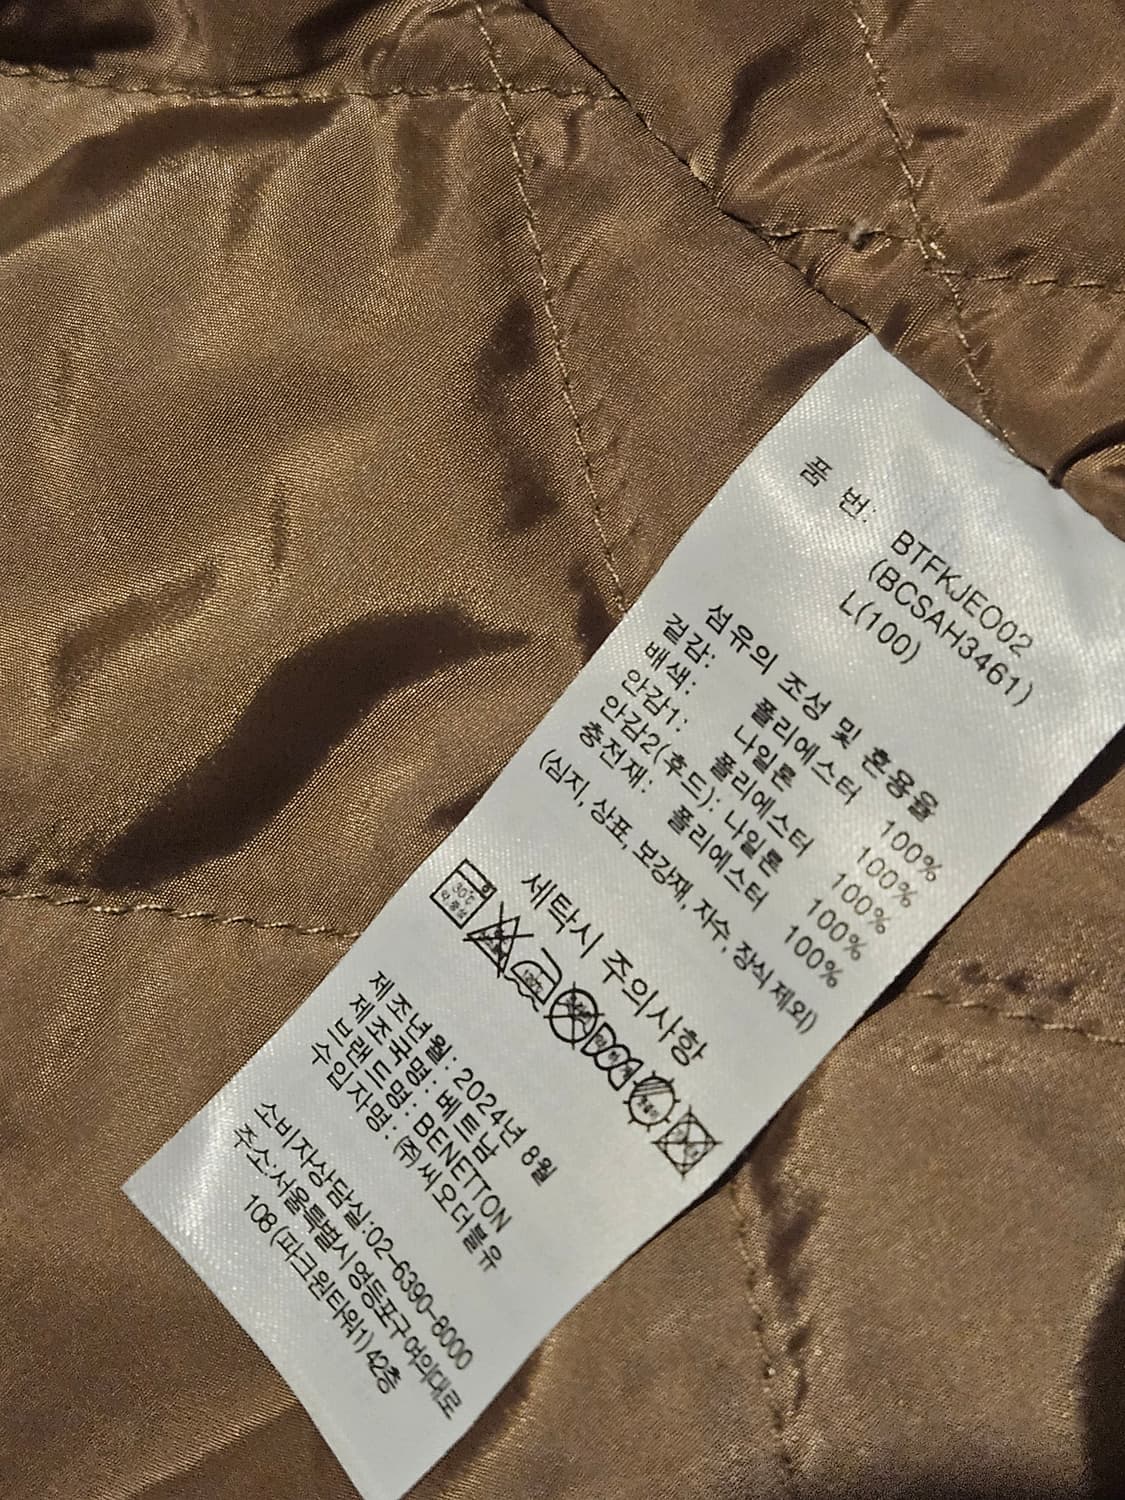 품 번: BTFKJEO02
(BCSAH3461)
L(100)
섬유의 조성 및 혼용율
겉감: 폴리에스터 100%
배색: 나일론 100%
안감1: 폴리에스터 100%
안감2(후드): 나일론 100%
충전재: 폴리에스터 100%
(심지, 상표, 보강재, 자수, 장식 제외)
세탁시 주의사항
30℃
중성
120℃
제조년월: 2024년 8월
제조국명: 베트남
브랜드명: BENETTON
수입자명: ㈜씨오더블유
소비자상담실:02-6390-8000
주소:서울특별시 영등포구 여의대로
108 (파크원타워1) 42층